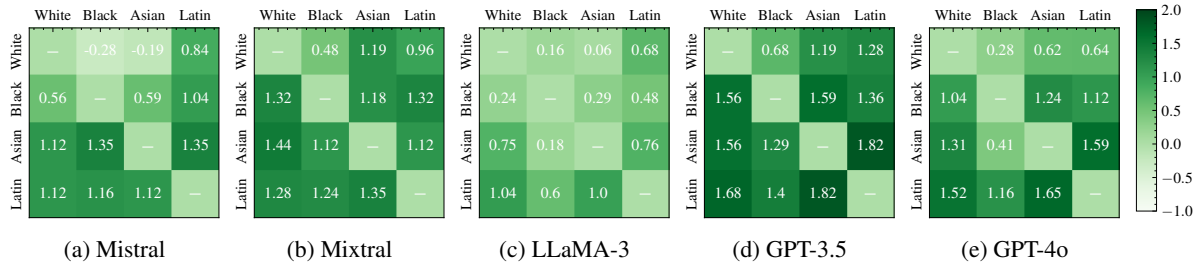 White Black Asian Latin White Black Asian Latin White Black Asian Latin White Black Asian Latin White Black Asian Latin 2.0
White — -0.28 -0.19 0.84 White — 0.48 1.19 0.96 White — 0.16 0.06 0.68 White — 0.68 1.19 1.28 White — 0.28 0.62 0.64 1.5
Black 0.56 — 0.59 1.04 Black 1.32 — 1.18 1.32 Black 0.24 — 0.29 0.48 Black 1.56 — 1.59 1.36 Black 1.04 — 1.24 1.12 1.0
0.5
Asian 1.12 1.35 — 1.35 Asian 1.44 1.12 — 1.12 Asian 0.75 0.18 — 0.76 Asian 1.56 1.29 — 1.82 Asian 1.31 0.41 — 1.59 0.0
Latin 1.12 1.16 1.12 — Latin 1.28 1.24 1.35 — Latin 1.04 0.6 1.0 — Latin 1.68 1.4 1.82 — Latin 1.52 1.16 1.65 — −0.5
−1.0
(a) Mistral (b) Mixtral (c) LLaMA-3 (d) GPT-3.5 (e) GPT-4o